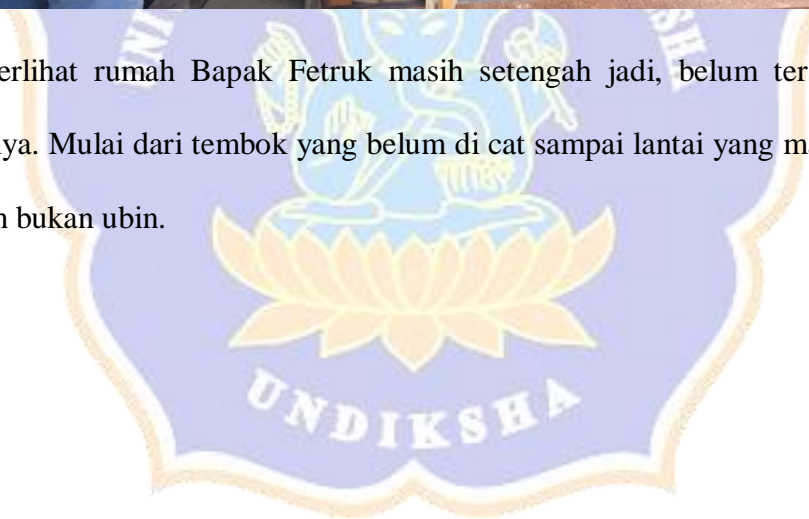 erlihat rumah Bapak Fetruk masih setengah jadi, belum ter
ya. Mulai dari tembok yang belum di cat sampai lantai yang m
n bukan ubin.
UNDIKSHA